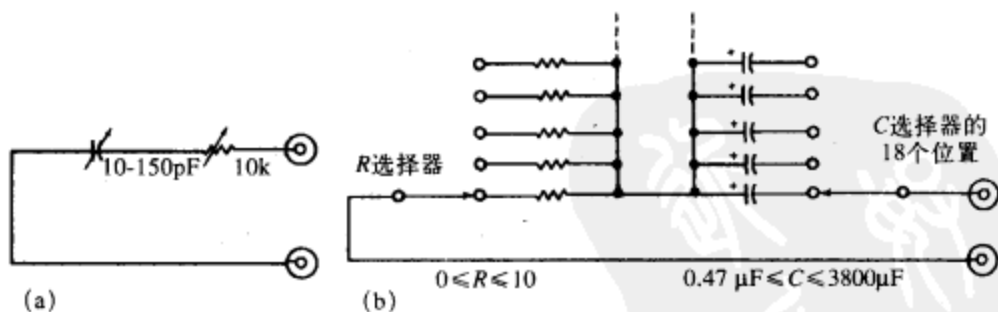 10-150pF
10k
(a)
R选择器
+
+
+
+
+
C选择器的
18个位置
0≤R≤10
0.47 μF≤C≤3800μF
(b)